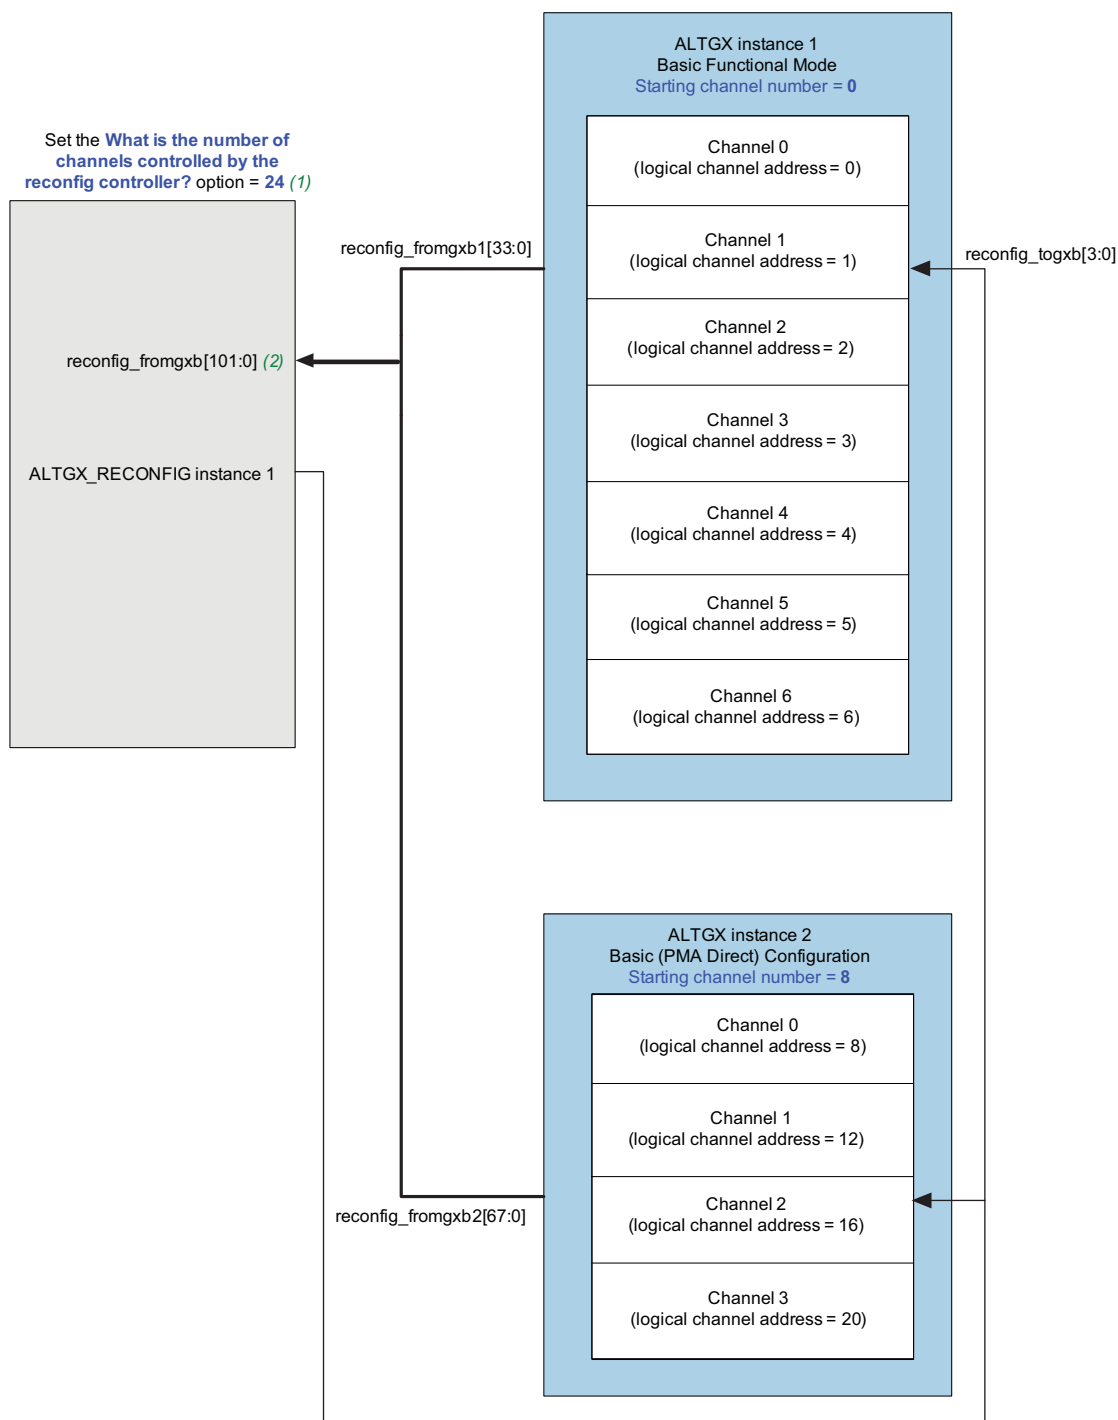 ALTGX instance 1
Basic Functional Mode
Starting channel number = 0
Set the What is the number of
channels controlled by the
reconfig controller? option = 24 (1)
Channel 0
(logical channel address = 0)
Channel 1
(logical channel address = 1)
Channel 2
(logical channel address = 2)
Channel 3
(logical channel address = 3)
Channel 4
(logical channel address = 4)
Channel 5
(logical channel address = 5)
Channel 6
(logical channel address = 6)
reconfig_fromgxb1[33:0]
reconfig_togxb[3:0]
reconfig_fromgxb[101:0] (2)
ALTGX_RECONFIG instance 1
ALTGX instance 2
Basic (PMA Direct) Configuration
Starting channel number = 8
Channel 0
(logical channel address = 8)
Channel 1
(logical channel address = 12)
Channel 2
(logical channel address = 16)
Channel 3
(logical channel address = 20)
reconfig_fromgxb2[67:0]